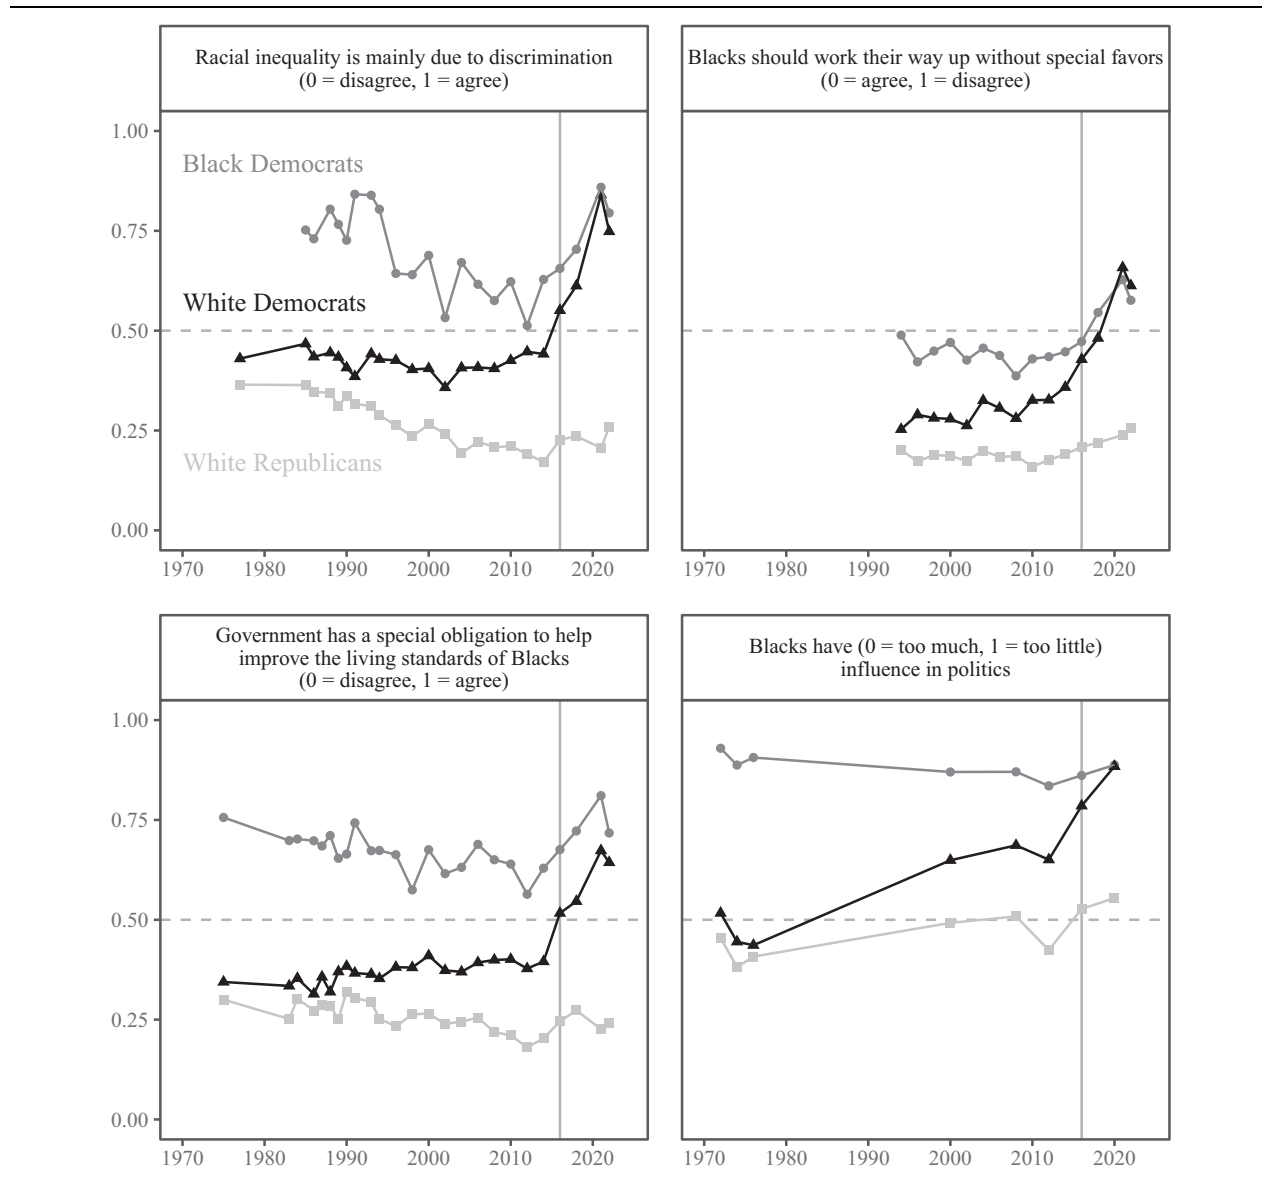 Racial inequality is mainly due to discrimination
(0 = disagree, 1 = agree)
Blacks should work their way up without special favors
(0 = agree, 1 = disagree)
1.00
0.75
0.50
0.25
0.00
Black Democrats
White Democrats
White Republicans
1970 1980 1990 2000 2010 2020
1970 1980 1990 2000 2010 2020
Government has a special obligation to help
improve the living standards of Blacks
(0 = disagree, 1 = agree)
Blacks have (0 = too much, 1 = too little)
influence in politics
1.00
0.75
0.50
0.25
0.00
1970 1980 1990 2000 2010 2020
1970 1980 1990 2000 2010 2020